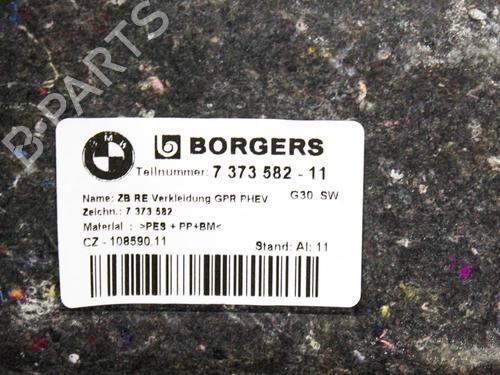 B-PARTS
BMW
BORGERS
Teilnummer: 7 373 582 - 11
Name: ZB RE Verkleidung GPR PHEV G30 SW
Zeichn.: 7 373 582
Material : >PES + PP+BM<
CZ - 108590.11 Stand: AI: 11